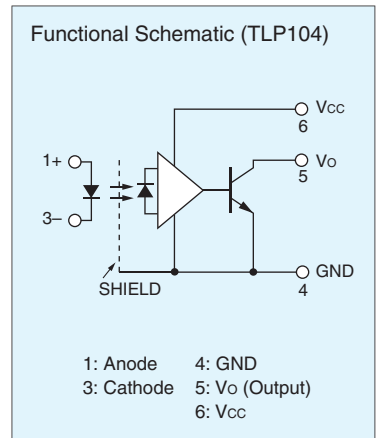 Functional Schematic (TLP104)
VCC
6
1+
VO
5
3–
GND
SHIELD
4
1: Anode 4: GND
3: Cathode 5: VO (Output)
6: VCC